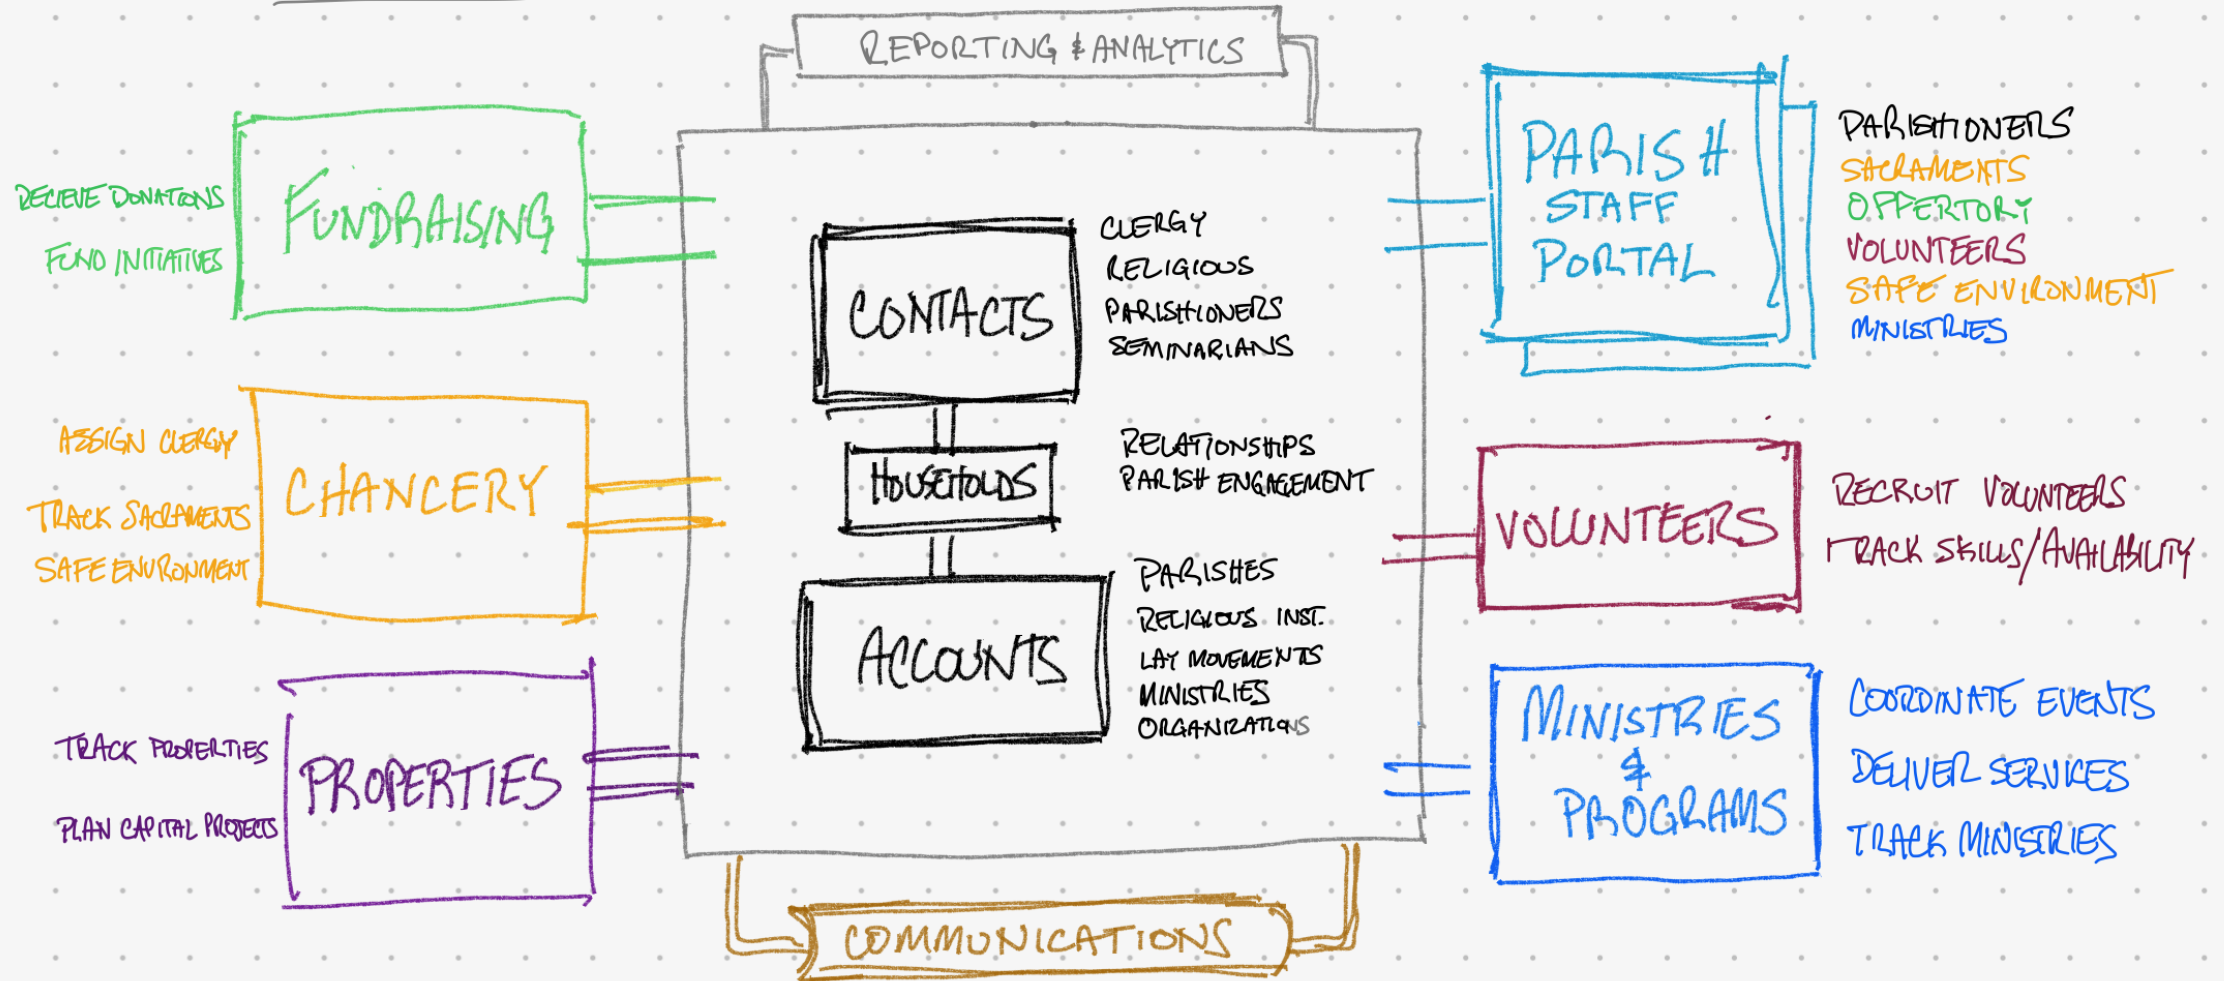 REPORTING & ANALYTICS
RECIEVE DONATIONS
FUND INITIATIVES
FUNDRAISING
ASSIGN CLERGY
TRACK SACRAMENTS
SAFE ENVIRONMENT
CHANCERY
TRACK PROPERTIES
PLAN CAPITAL PROJECTS
PROPERTIES
CONTACTS
CLERGY
RELIGIOUS
PARISHIONERS
SEMINARIANS
HOUSEHOLDS
RELATIONSHIPS
PARISH ENGAGEMENT
ACCOUNTS
PARISHES
RELIGIOUS INST.
LAY MOVEMENTS
MINISTRIES
ORGANIZATIONS
PARISH
STAFF
PORTAL
PARISHIONERS
SACRAMENTS
OFFERTORY
VOLUNTEERS
SAFE ENVIRONMENT
MINISTRIES
VOLUNTEERS
RECRUIT VOLUNTEERS
TRACK SKILLS/AVAILABILITY
MINISTRIES
&
PROGRAMS
COORDINATE EVENTS
DELIVER SERVICES
TRACK MINISTRIES
COMMUNICATIONS